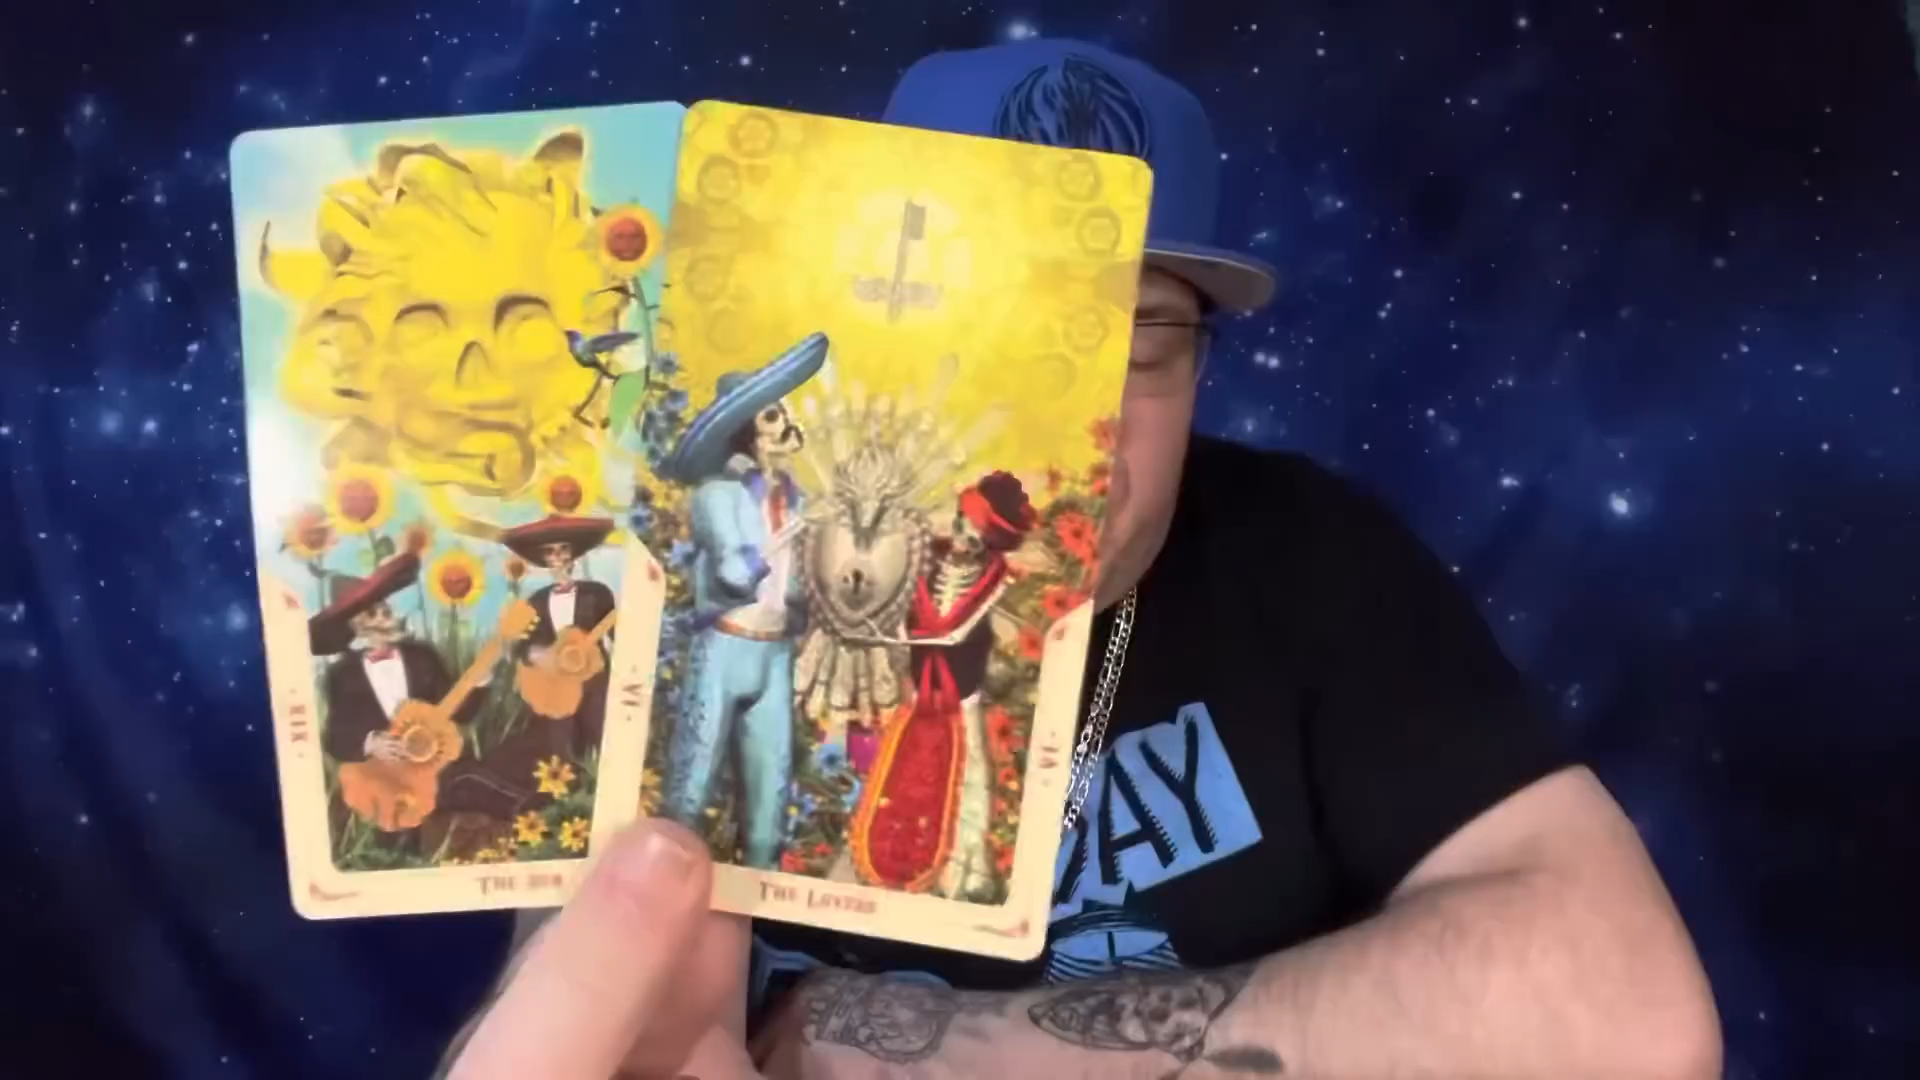 · XIX ·
· VI ·
· VI ·
THE SUN
THE LOVERS
DAY